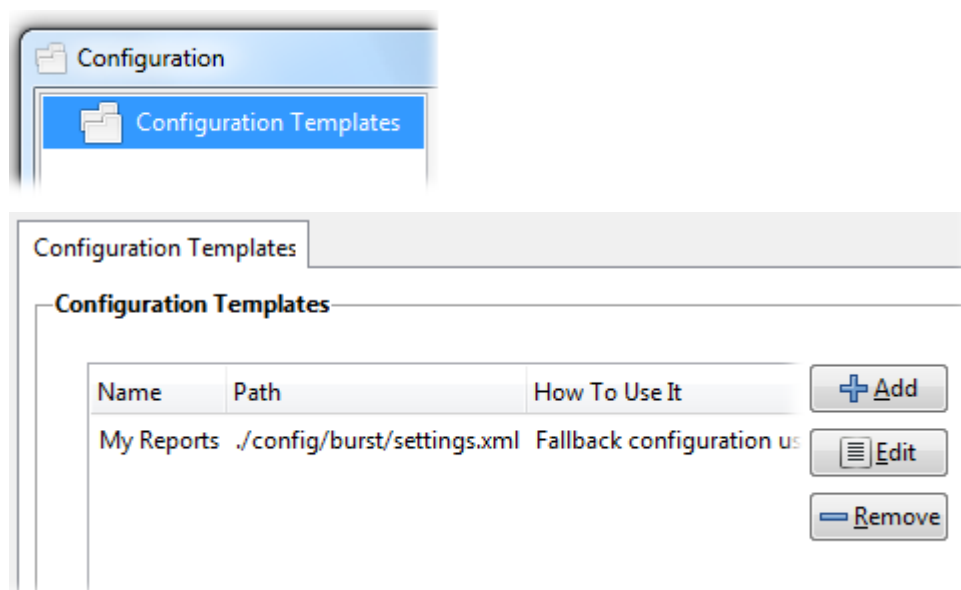 Configuration
Configuration Templates
Configuration Templates
Configuration Templates
Name Path How To Use It
My Reports ./config/burst/settings.xml Fallback configuration us
Add
Edit
Remove